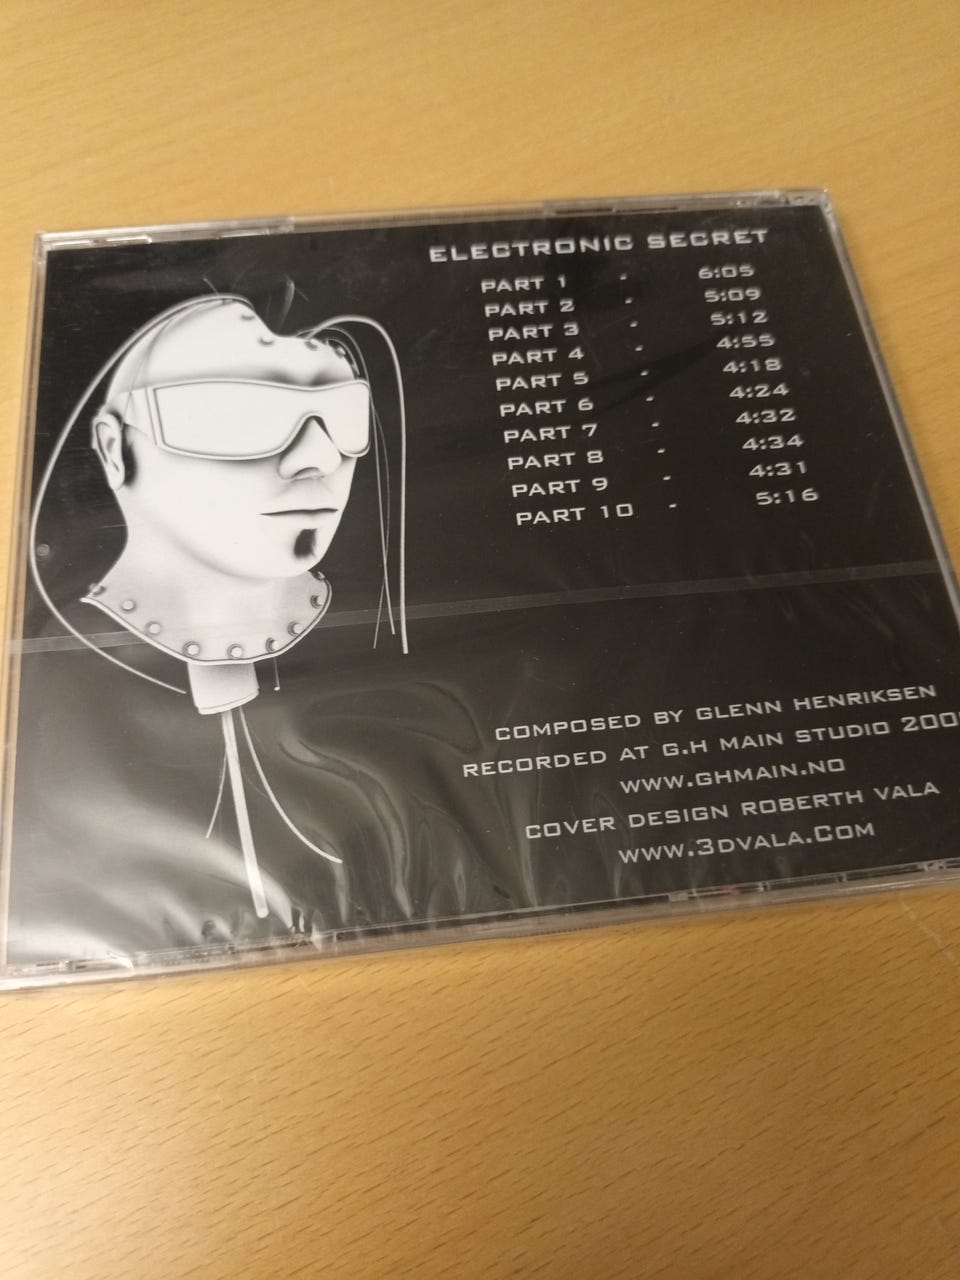 ELECTRONIC SECRET
PART 1 - 6:05
PART 2 - 5:09
PART 3 - 5:12
PART 4 - 4:55
PART 5 - 4:18
PART 6 - 4:24
PART 7 - 4:32
PART 8 - 4:34
PART 9 - 4:31
PART 10 - 5:16
COMPOSED BY GLENN HENRIKSEN
RECORDED AT G.H MAIN STUDIO
WWW.GHMAIN.NO
COVER DESIGN ROBERTH VALA
WWW.3DVALA.COM